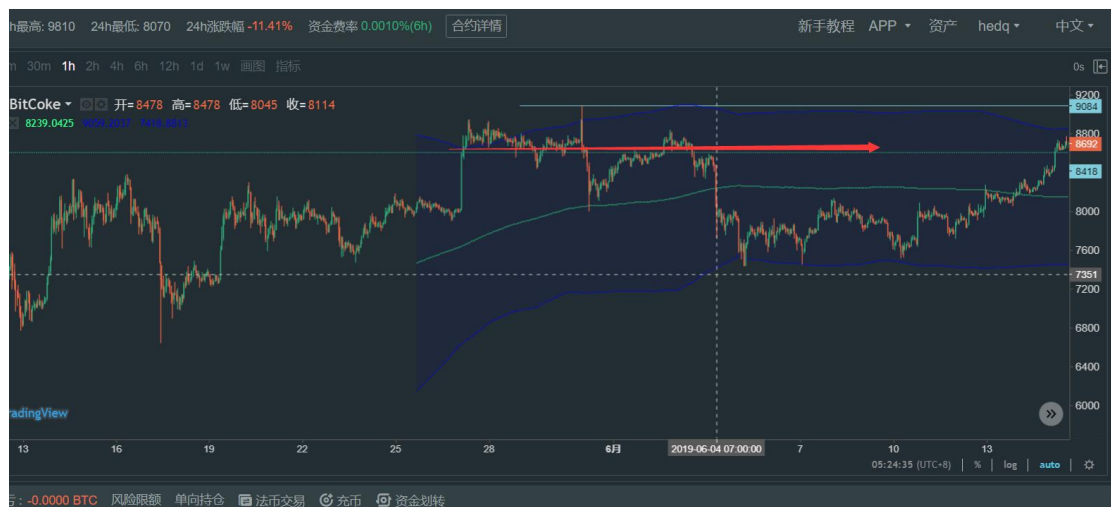 h最高: 9810 24h最低: 8070 24h涨跌幅 -11.41% 资金费率 0.0010%(6h) 合约详情 新手教程 APP 资产 hedq 中文
m 30m 1h 2h 4h 6h 12h 1d 1w 画图 指标 0s
BitCoke 开=8478 高=8478 低=8045 收=8114
8239.0425
9200
9084
8800
8692
8418
8000
7600
7351
7200
6800
6400
6000
radingView
13 16 19 22 25 28 6月 2019-06-04 07:00:00 7 10 13
05:24:35 (UTC+8) % log auto
: -0.0000 BTC 风险限额 单向持仓 法币交易 充币 资金划转